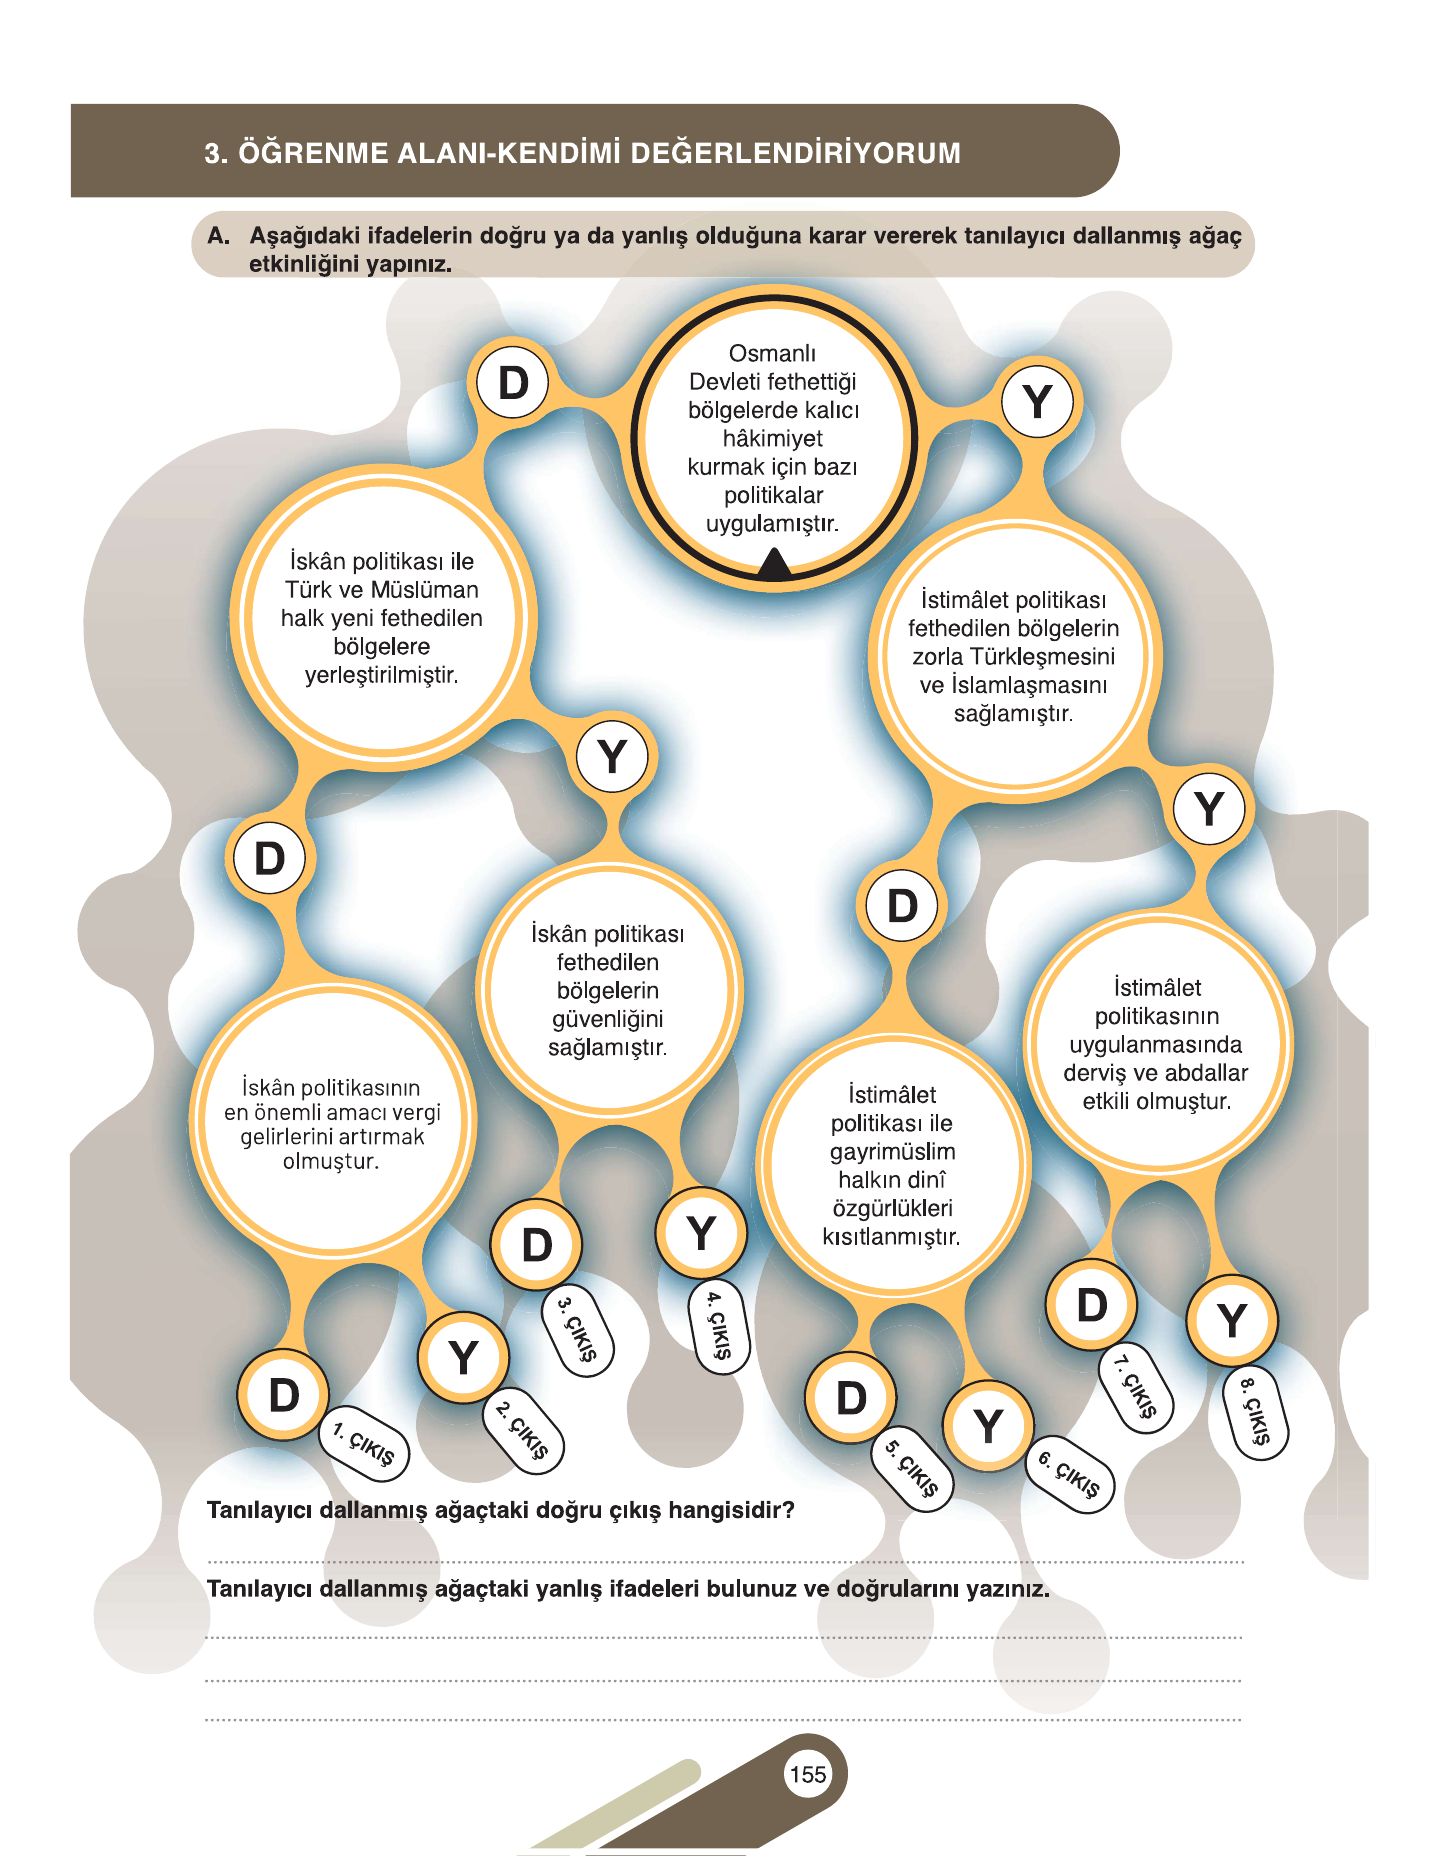 3. ÖĞRENME ALANI-KENDİMİ DEĞERLENDİRİYORUM
A. Aşağıdaki ifadelerin doğru ya da yanlış olduğuna karar vererek tanılayıcı dallanmış ağaç
etkinliğini yapınız.
Osmanlı
Devleti fethettiği
bölgelerde kalıcı
hâkimiyet
kurmak için bazı
politikalar
uygulamıştır.
D
Y
İskân politikası ile
Türk ve Müslüman
halk yeni fethedilen
bölgelere
yerleştirilmiştir.
İstimâlet politikası
fethedilen bölgelerin
zorla Türkleşmesini
ve İslamlaşmasını
sağlamıştır.
D
Y
D
Y
İskân politikasının
en önemli amacı vergi
gelirlerini artırmak
olmuştur.
İskân politikası
fethedilen
bölgelerin
güvenliğini
sağlamıştır.
İstimâlet
politikası ile
gayrimüslim
halkın dinî
özgürlükleri
kısıtlanmıştır.
İstimâlet
politikasının
uygulanmasında
derviş ve abdallar
etkili olmuştur.
D
1. ÇIKIŞ
Y
2. ÇIKIŞ
D
3. ÇIKIŞ
Y
4. ÇIKIŞ
D
5. ÇIKIŞ
Y
6. ÇIKIŞ
D
7. ÇIKIŞ
Y
8. ÇIKIŞ
Tanılayıcı dallanmış ağaçtaki doğru çıkış hangisidir?
Tanılayıcı dallanmış ağaçtaki yanlış ifadeleri bulunuz ve doğrularını yazınız.
155